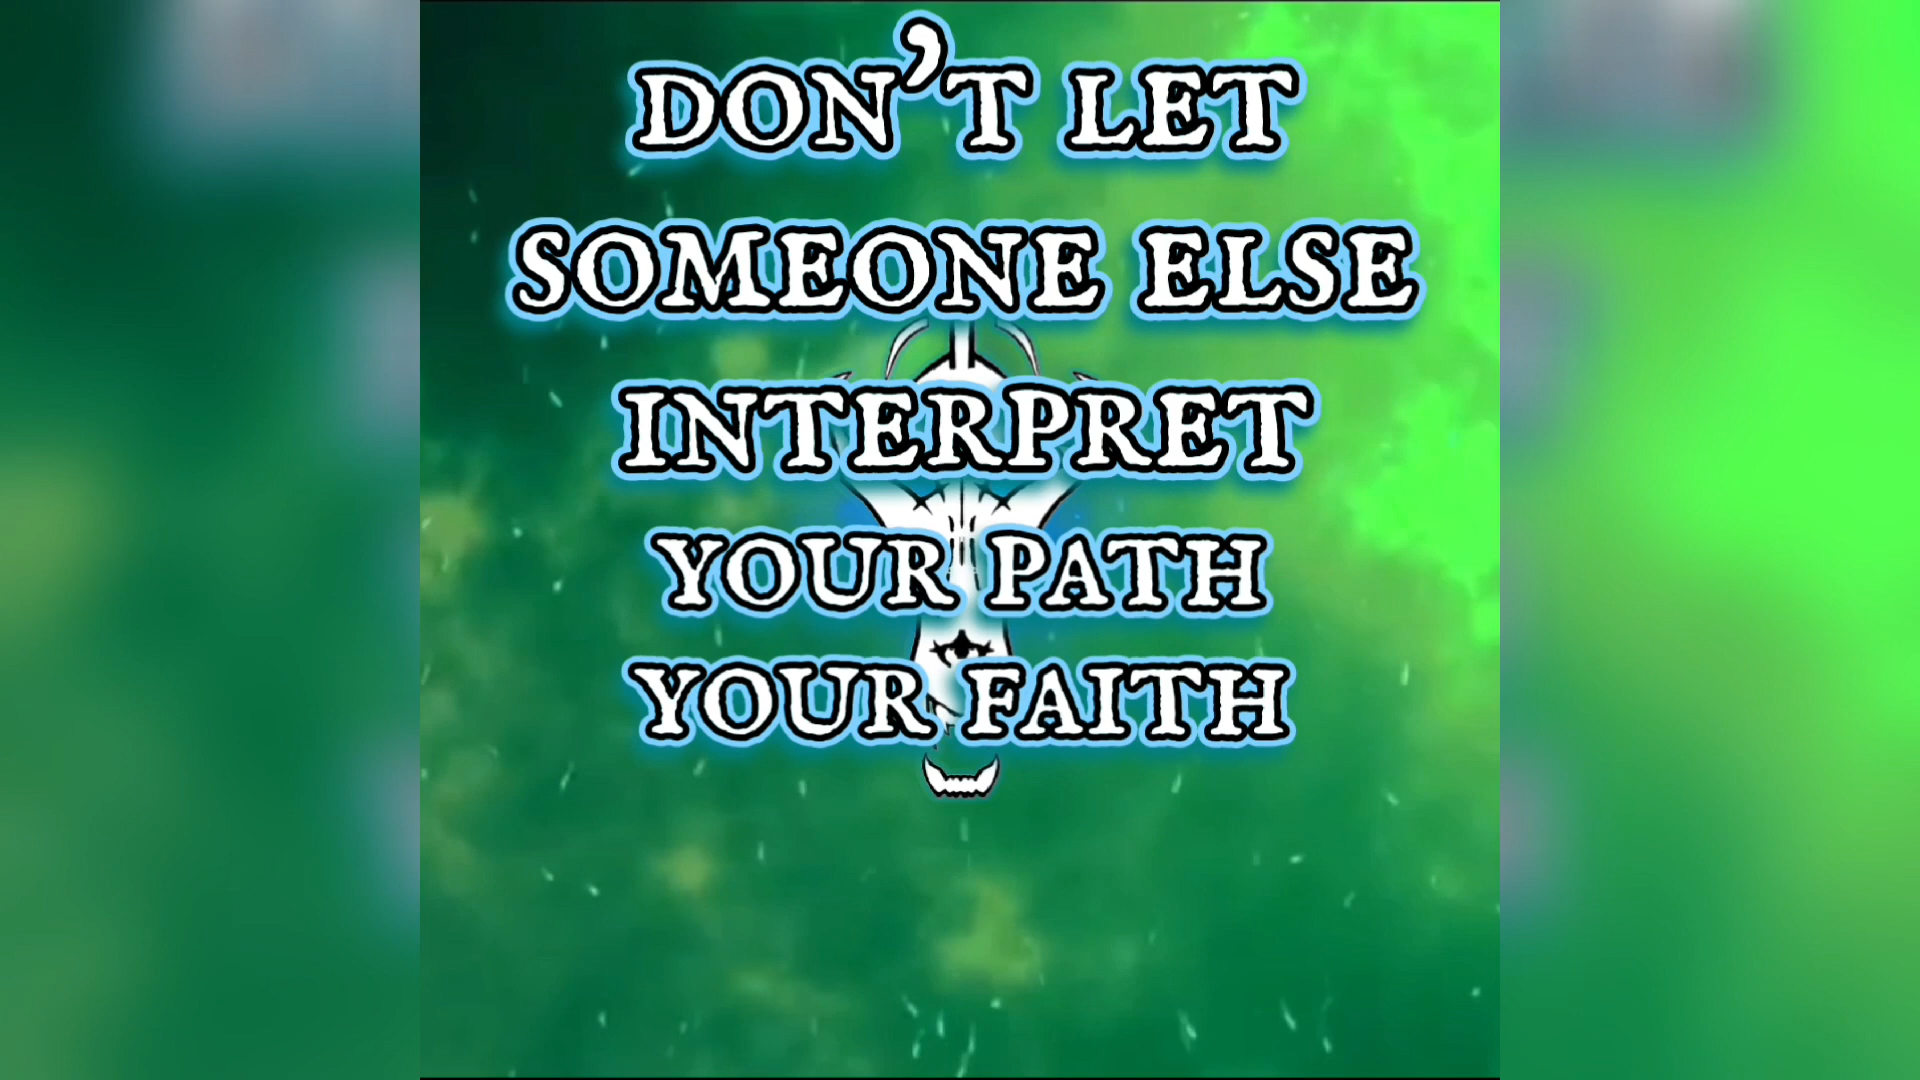 DON'T LET
SOMEONE ELSE
INTERPRET
YOUR PATH
YOUR FAITH